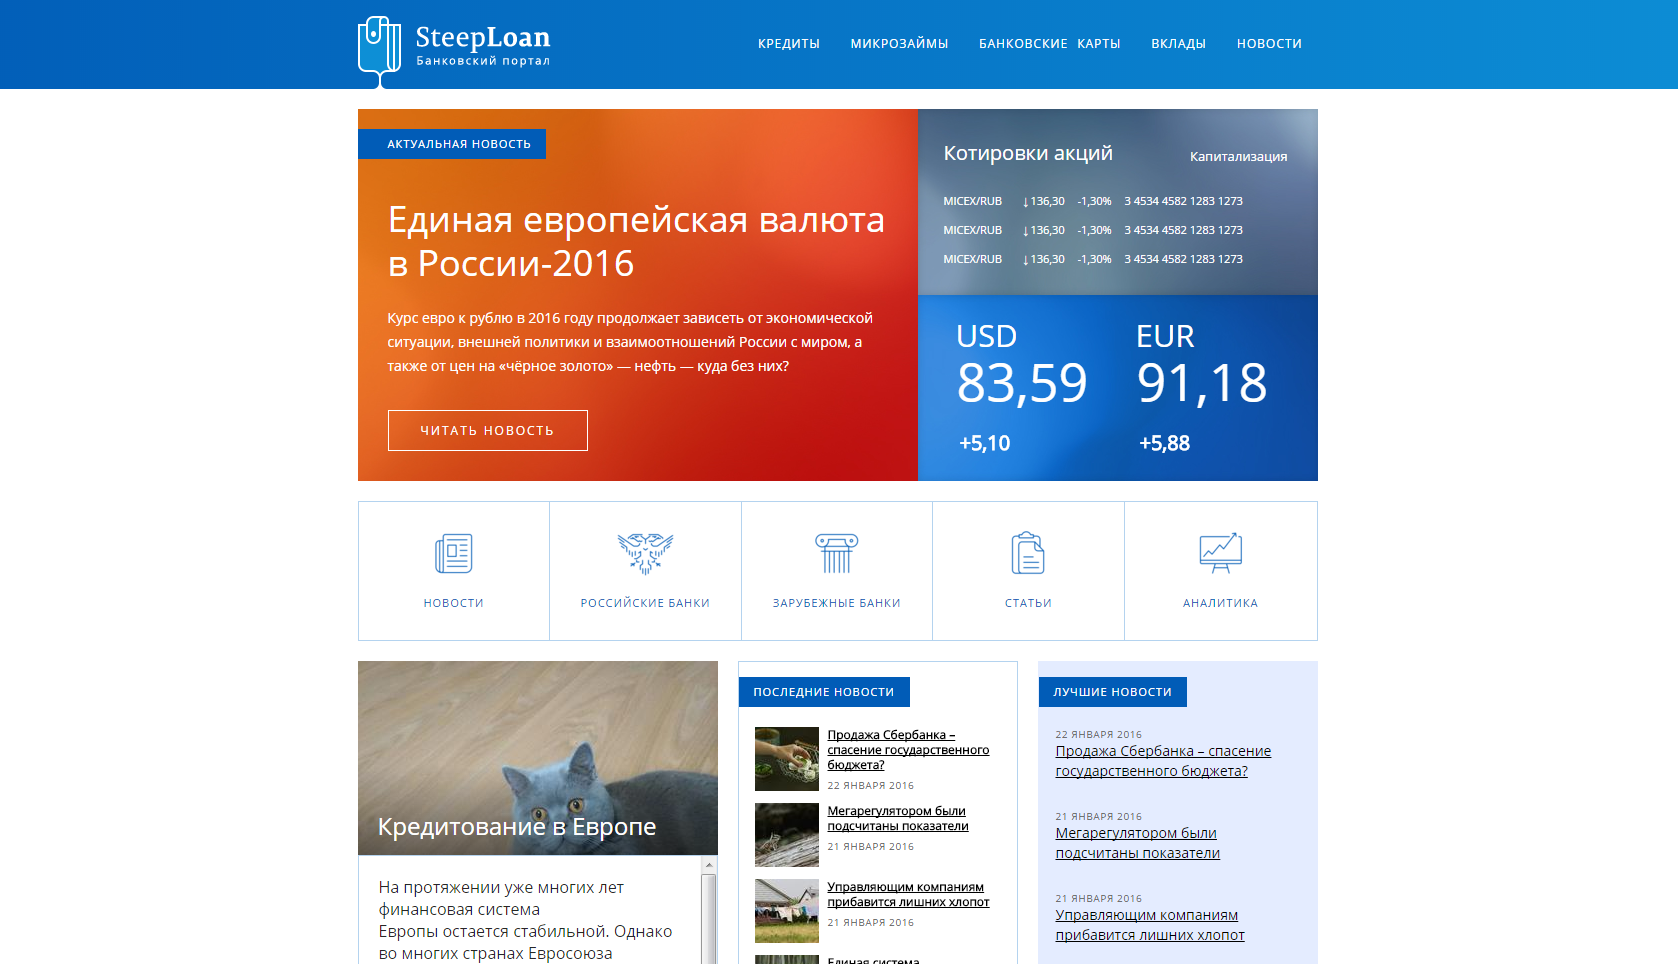 SteepLoan
Банковский портал
КРЕДИТЫ
МИКРОЗАЙМЫ
БАНКОВСКИЕ КАРТЫ
ВКЛАДЫ
НОВОСТИ
АКТУАЛЬНАЯ НОВОСТЬ
Единая европейская валюта
в России-2016
Курс евро к рублю в 2016 году продолжает зависеть от экономической
ситуации, внешней политики и взаимоотношений России с миром, а
также от цен на «чёрное золото» — нефть — куда без них?
ЧИТАТЬ НОВОСТЬ
Котировки акций
Капитализация
MICEX/RUB ↓136,30 -1,30% 3 4534 4582 1283 1273
MICEX/RUB ↓136,30 -1,30% 3 4534 4582 1283 1273
MICEX/RUB ↓136,30 -1,30% 3 4534 4582 1283 1273
USD
83,59
+5,10
EUR
91,18
+5,88
НОВОСТИ
РОССИЙСКИЕ БАНКИ
ЗАРУБЕЖНЫЕ БАНКИ
СТАТЬИ
АНАЛИТИКА
Кредитование в Европе
На протяжении уже многих лет
финансовая система
Европы остается стабильной. Однако
во многих странах Евросоюза
ПОСЛЕДНИЕ НОВОСТИ
Продажа Сбербанка –
спасение государственного
бюджета?
22 ЯНВАРЯ 2016
Мегарегулятором были
подсчитаны показатели
21 ЯНВАРЯ 2016
Управляющим компаниям
прибавится лишних хлопот
21 ЯНВАРЯ 2016
Единая система
ЛУЧШИЕ НОВОСТИ
22 ЯНВАРЯ 2016
Продажа Сбербанка – спасение
государственного бюджета?
21 ЯНВАРЯ 2016
Мегарегулятором были
подсчитаны показатели
21 ЯНВАРЯ 2016
Управляющим компаниям
прибавится лишних хлопот